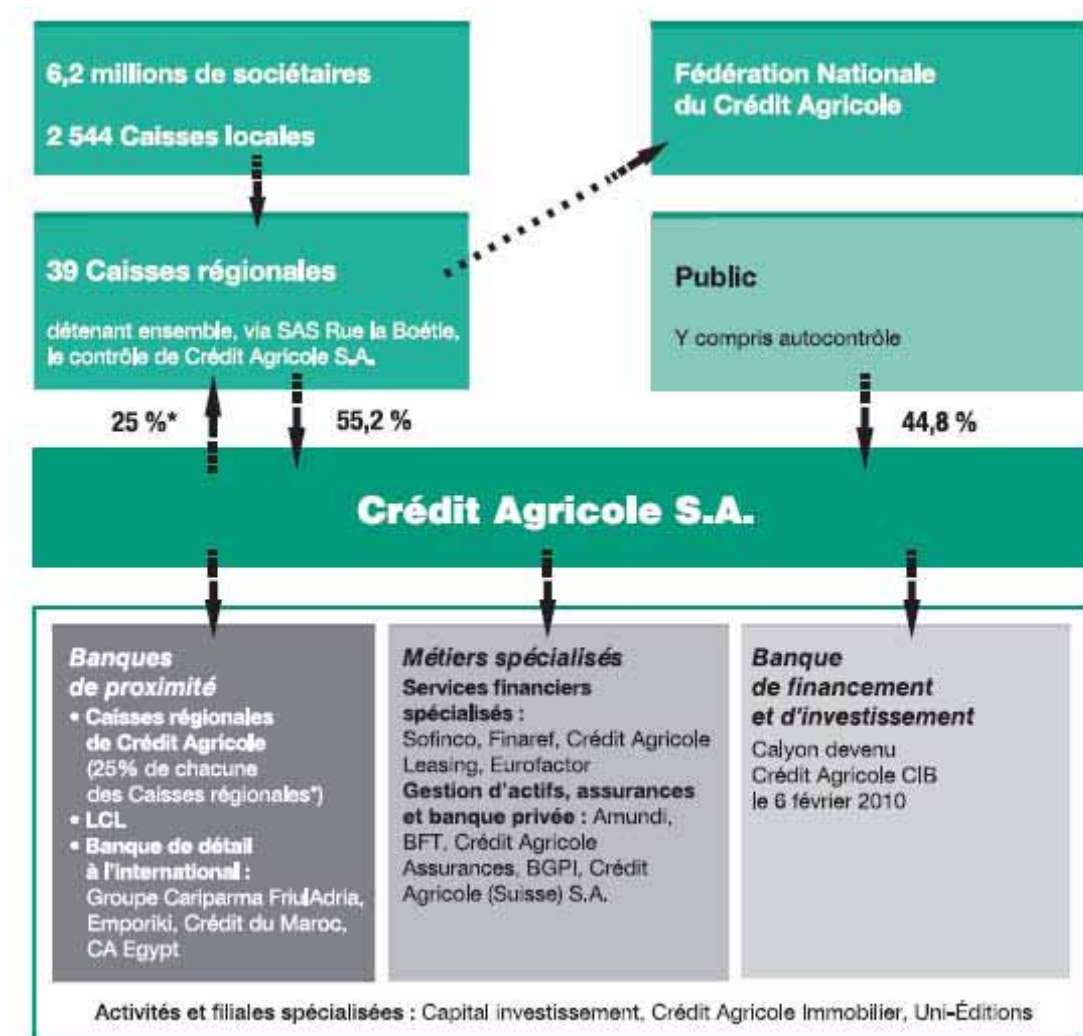 6,2 millions de sociétaires
2 544 Caisses locales
Fédération Nationale
du Crédit Agricole
39 Caisses régionales
détenant ensemble, via SAS Rue la Boétie,
le contrôle de Crédit Agricole S.A.
Public
Y compris autocontrôle
25 %*
55,2 %
44,8 %
Crédit Agricole S.A.
Banques
de proximité
• Caisses régionales
de Crédit Agricole
(25% de chacune
des Caisses régionales*)
• LCL
• Banque de détail
à l'international :
Groupe Cariparma FriulAdria,
Emporiki, Crédit du Maroc,
CA Egypt
Métiers spécialisés
Services financiers
spécialisés :
Sofinco, Finaref, Crédit Agricole
Leasing, Eurofactor
Gestion d'actifs, assurances
et banque privée : Amundi,
BFT, Crédit Agricole
Assurances, BGPI, Crédit
Agricole (Suisse) S.A.
Banque
de financement
et d'investissement
Calyon devenu
Crédit Agricole CIB
le 6 février 2010
Activités et filiales spécialisées : Capital investissement, Crédit Agricole Immobilier, Uni-Éditions